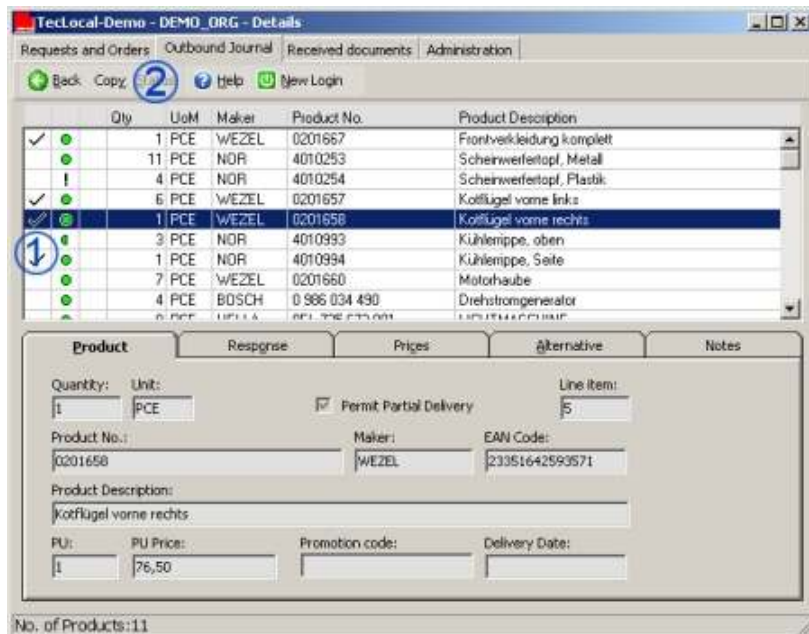 TecLocal-Demo - DEMO_ORG - Details
Requests and Orders Outbound Journal Received documents Administration
Back Copy 2 Help New Login
Qty UoM Maker Product No. Product Description
1 PCE WEZEL 0201667 Frontverkleidung komplett
11 PCE NOR 4010253 Scheinwerfertopf, Metall
! 4 PCE NOR 4010254 Scheinwerfertopf, Plastik
6 PCE WEZEL 0201657 Kotflügel vorne links
1 PCE WEZEL 0201658 Kotflügel vorne rechts
1 3 PCE NOR 4010993 Kühlerrippe, oben
1 PCE NOR 4010994 Kühlerrippe, Seite
7 PCE WEZEL 0201660 Motorhaube
4 PCE BOSCH 0 986 034 490 Drehstromgenerator
Product Response Prices Alternative Notes
Quantity: Unit: Line item:
1 PCE Permit Partial Delivery 5
Product No.: Maker: EAN Code:
0201658 WEZEL 23351642593571
Product Description:
Kotflügel vorne rechts
PU: PU Price: Promotion code: Delivery Date:
1 76,50
No. of Products:11